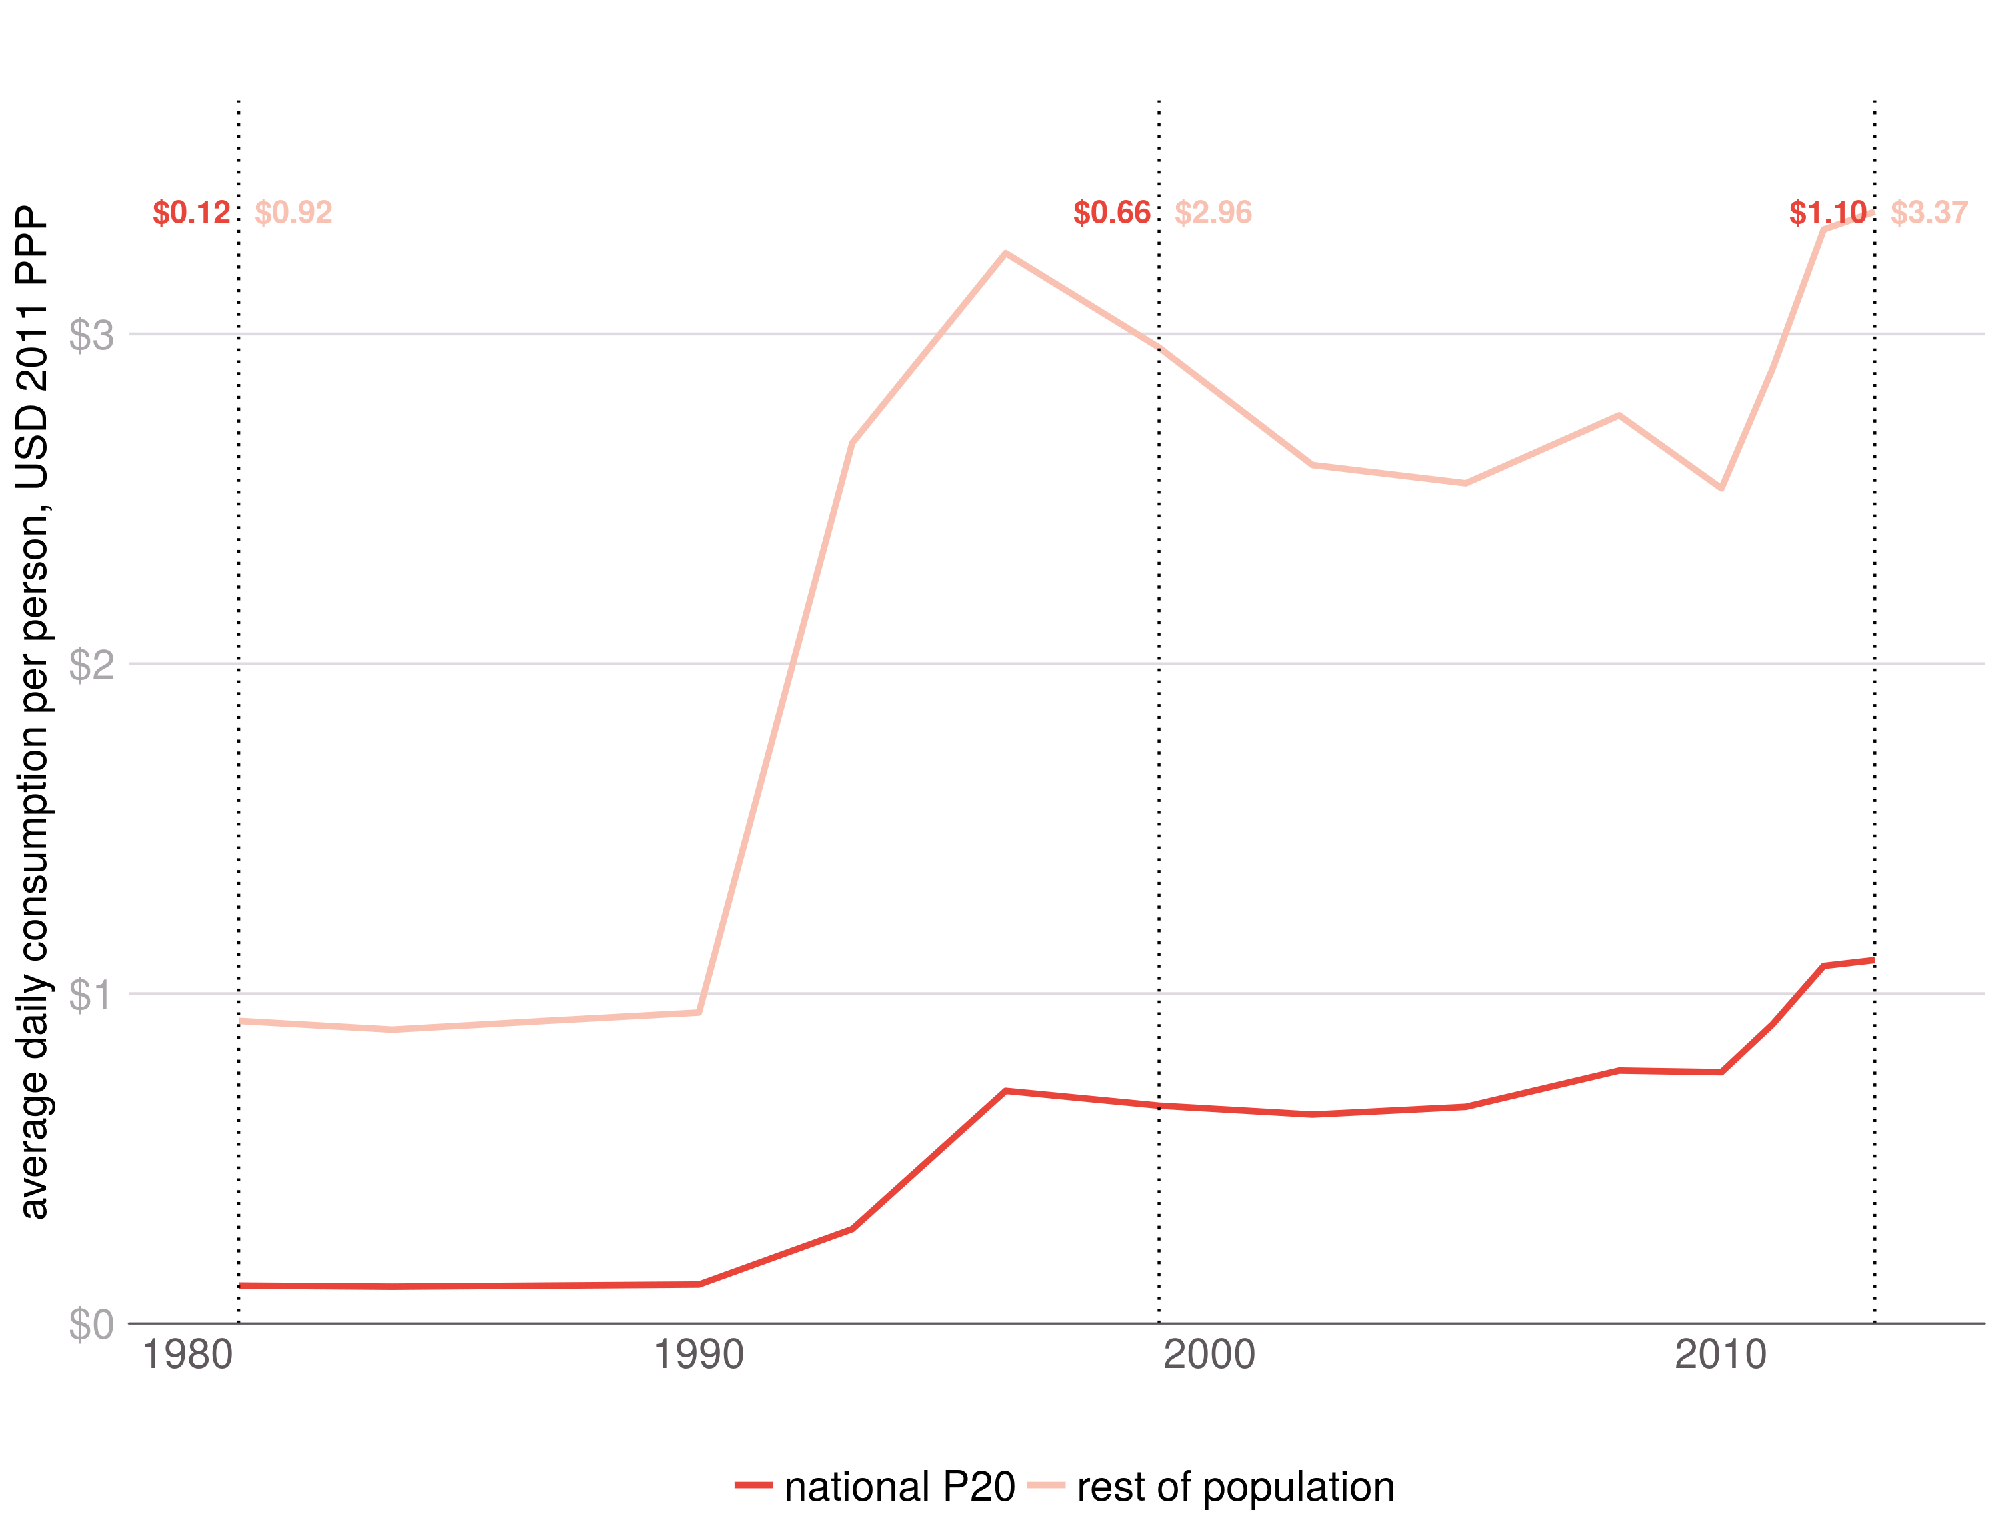 $0.12 $0.92 $0.66 $2.96 $1.10 $3.37
average daily consumption per person, USD 2011 PPP
$3
$2
$1
$0
1980 1990 2000 2010
national P20 rest of population